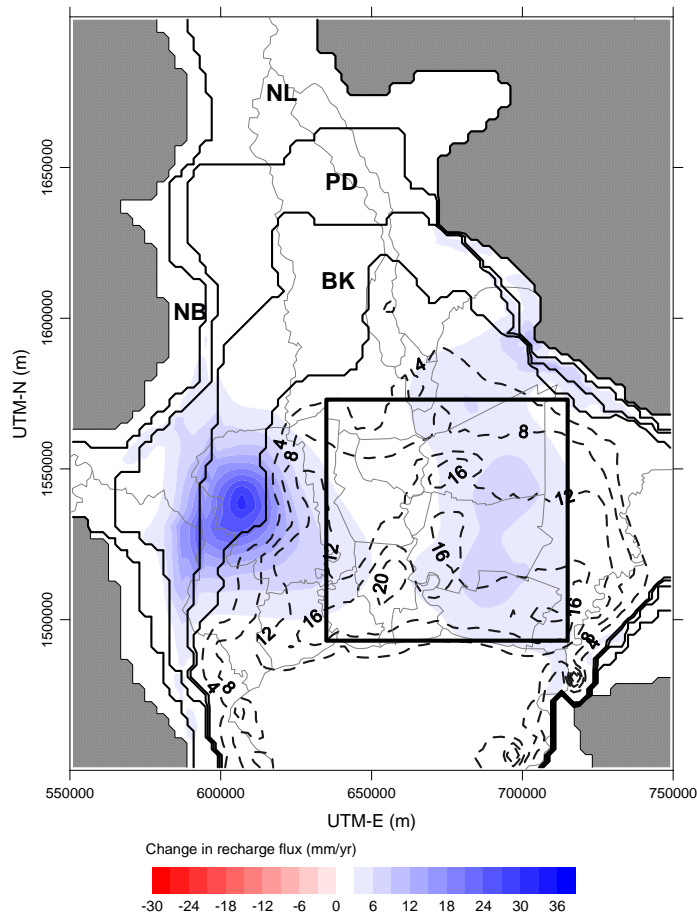 NL
PD
BK
NB
4
4
8
8
16
12
12
16
20
16
16
12
8
4
4
8
1650000
1600000
1550000
1500000
UTM-N (m)
550000 600000 650000 700000 750000
UTM-E (m)
Change in recharge flux (mm/yr)
-30 -24 -18 -12 -6 0 6 12 18 24 30 36